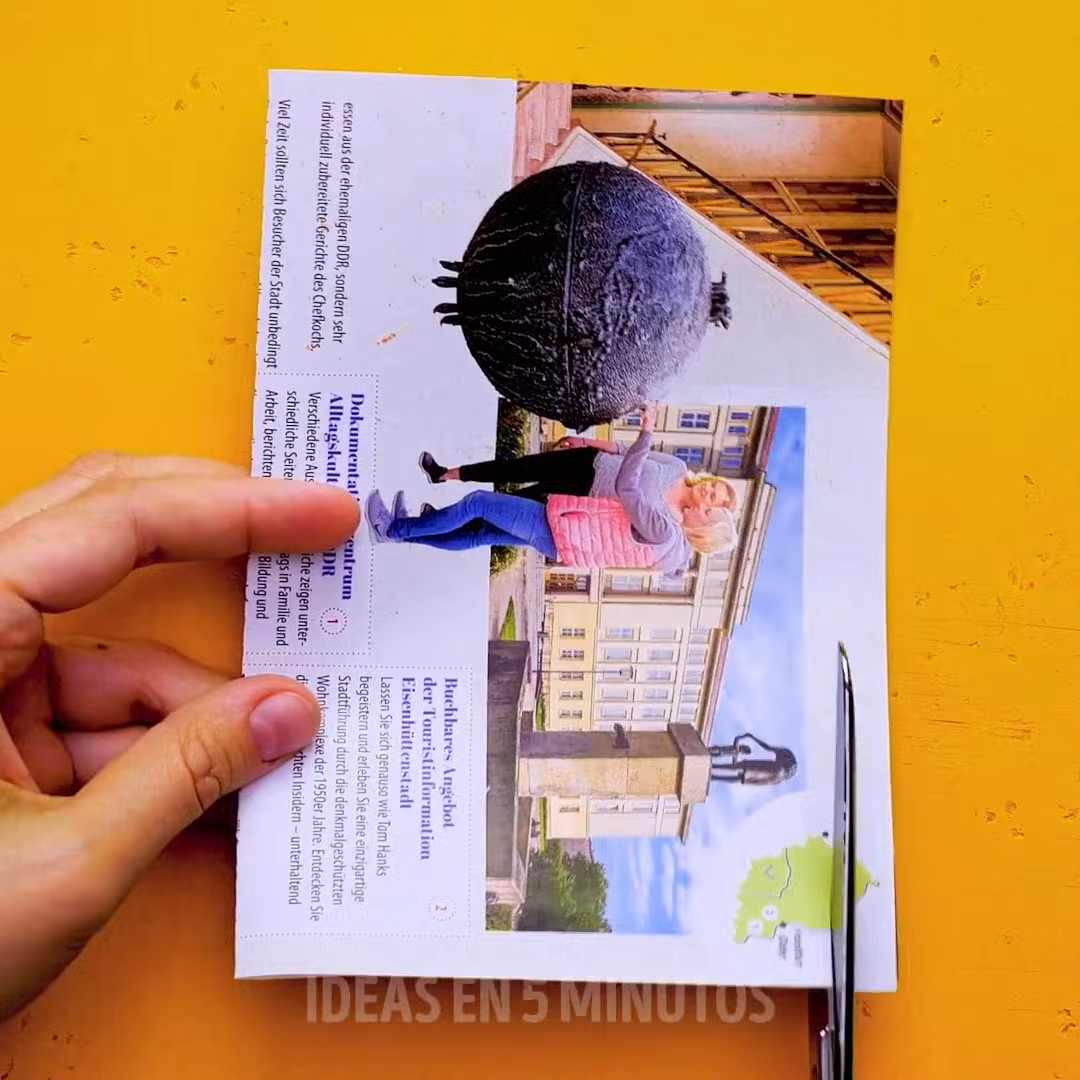 essen aus der ehemaligen DDR, sondern sehr
individuell zubereitete Gerichte des Chefkochs.
Viel Zeit sollten sich Besucher der Stadt unbedingt
Dokumentat entrum
Alltagskult DDR
Verschiedene Aus iche zeigen unter-
schiedliche Seiten ags in Familie und
Arbeit, berichten Bildung und
1
Buchbares Angebot
der Touristinformation
Eisenhüttenstadt
Lassen Sie sich genauso wie Tom Hanks
begeistern und erleben Sie eine einzigartige
Stadtführung durch die denkmalgeschützten
Wohnkomplexe der 1950er Jahre. Entdecken Sie
chten Insidern – unterhaltend
2
IDEAS EN 5 MINUTOS